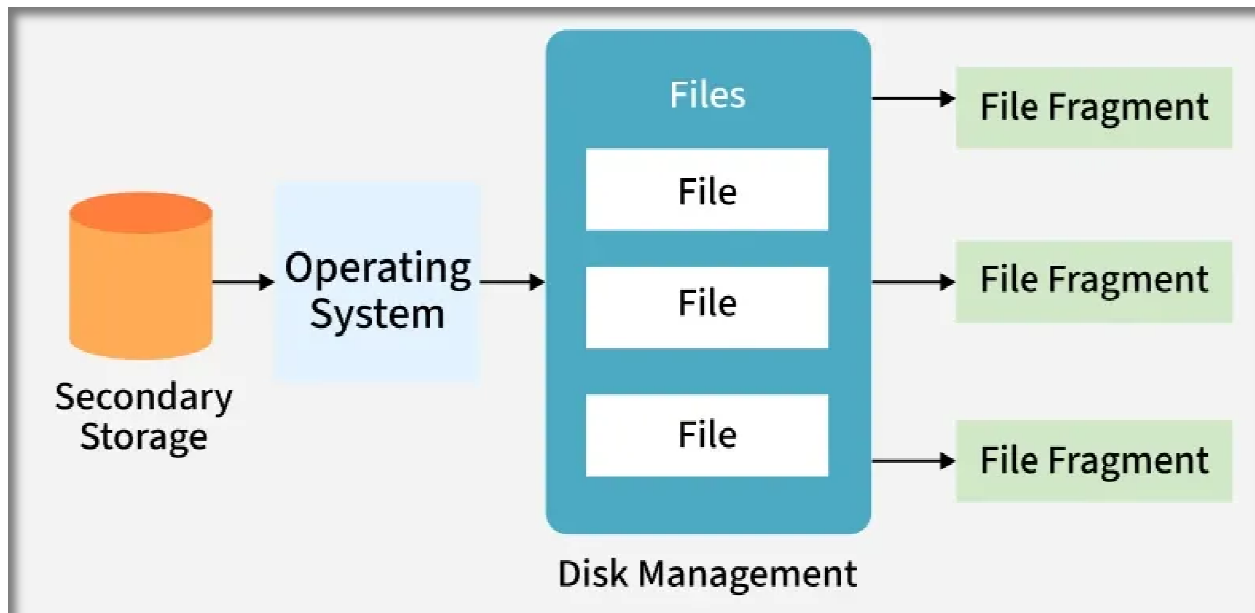 Secondary
Storage
Operating
System
Files
File
File
File
Disk Management
File Fragment
File Fragment
File Fragment